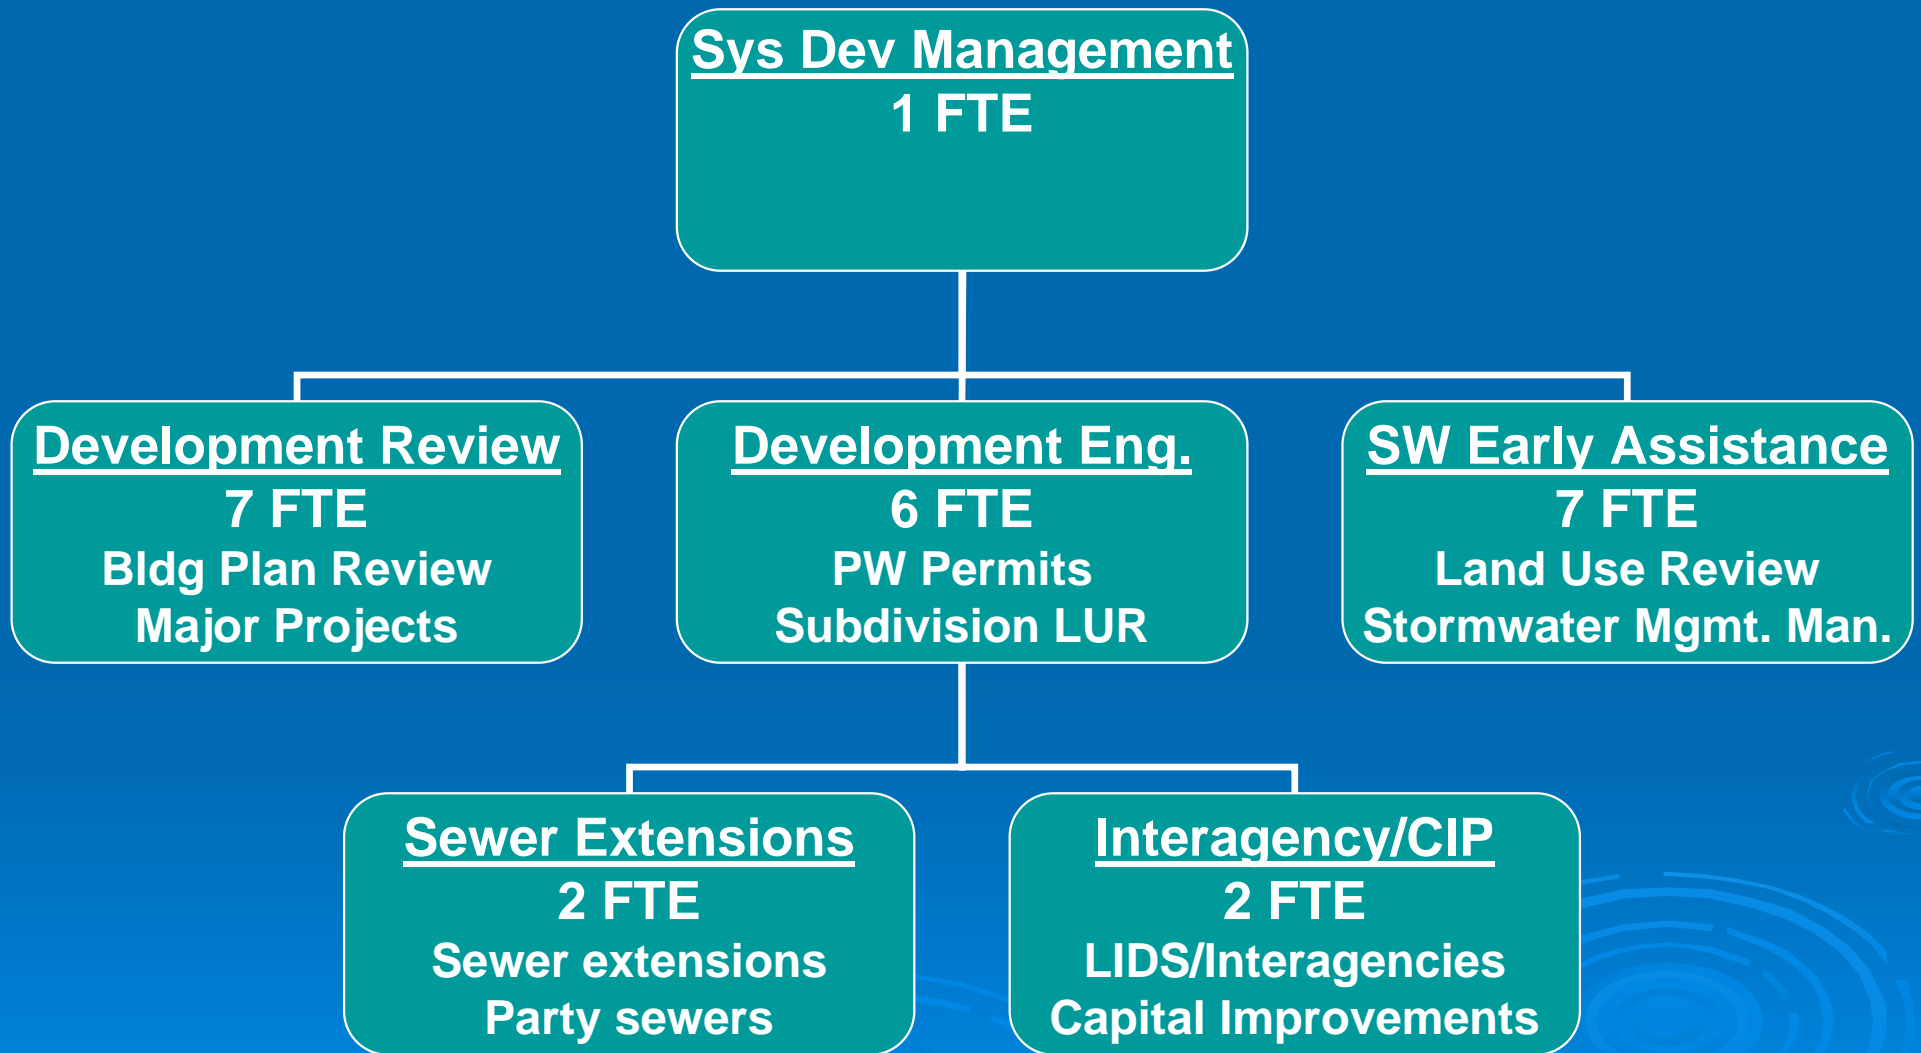 Sys Dev Management
1 FTE
Development Review
7 FTE
Bldg Plan Review
Major Projects
Development Eng.
6 FTE
PW Permits
Subdivision LUR
SW Early Assistance
7 FTE
Land Use Review
Stormwater Mgmt. Man.
Sewer Extensions
2 FTE
Sewer extensions
Party sewers
Interagency/CIP
2 FTE
LIDS/Interagencies
Capital Improvements